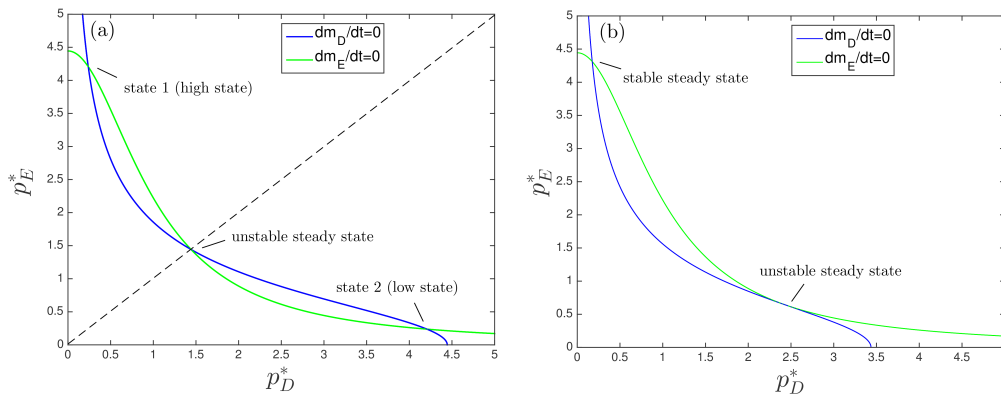 (a)
dm_D/dt=0
dm_E/dt=0
state 1 (high state)
unstable steady state
state 2 (low state)
5
4.5
4
3.5
3
2.5
2
1.5
1
0.5
0
0 0.5 1 1.5 2 2.5 3 3.5 4 4.5 5
p*_E
p*_D
(b)
dm_D/dt=0
dm_E/dt=0
stable steady state
unstable steady state
5
4.5
4
3.5
3
2.5
2
1.5
1
0.5
0
0 0.5 1 1.5 2 2.5 3 3.5 4 4.5
p*_E
p*_D